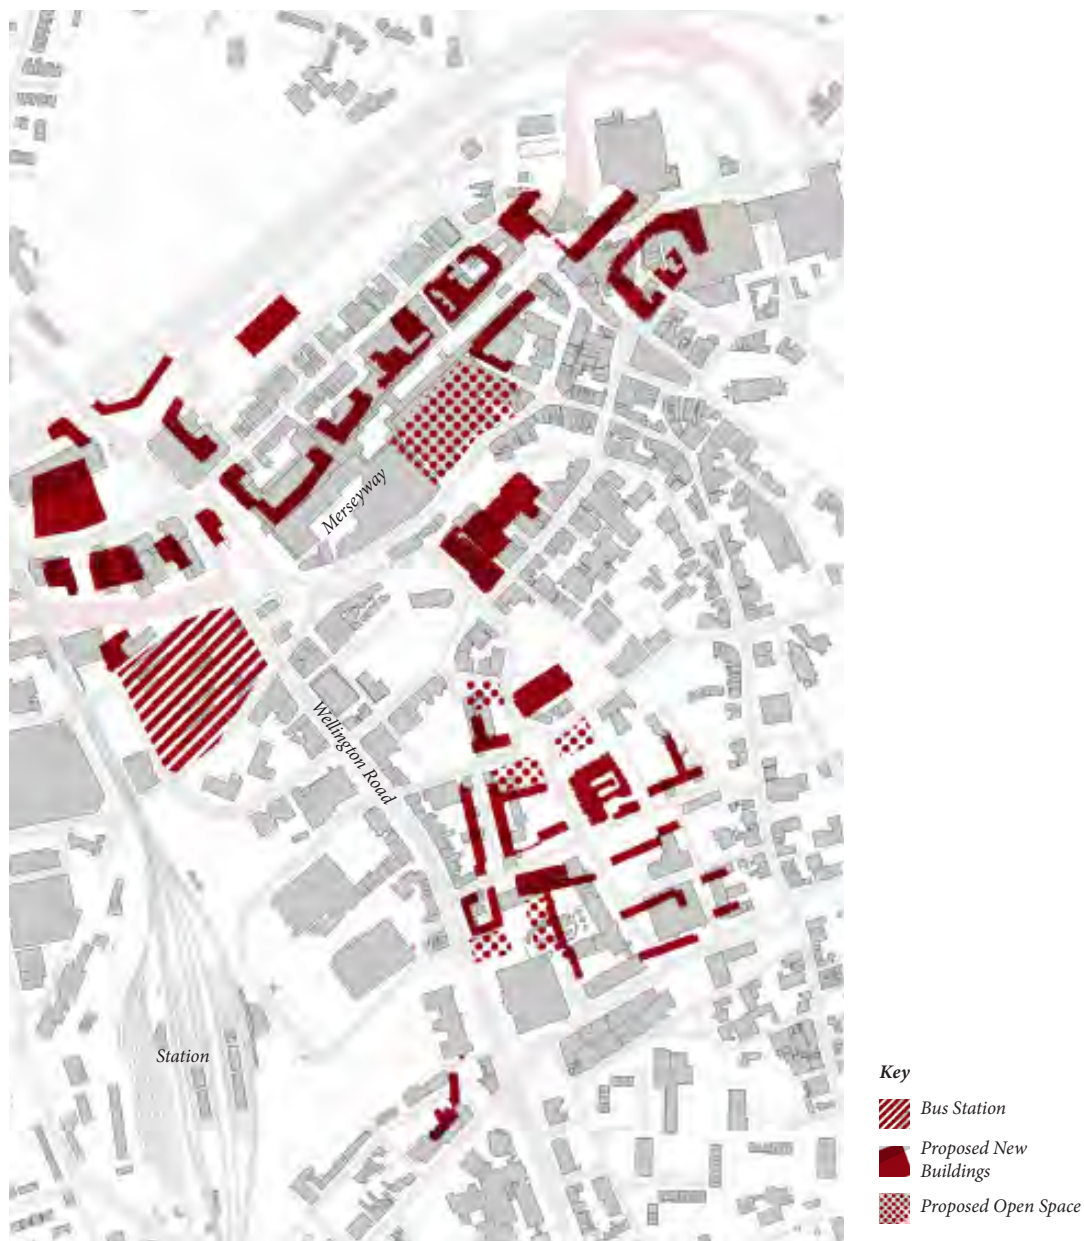 Merseyway
Wellington Road
Station
Key
Bus Station
Proposed New
Buildings
Proposed Open Space